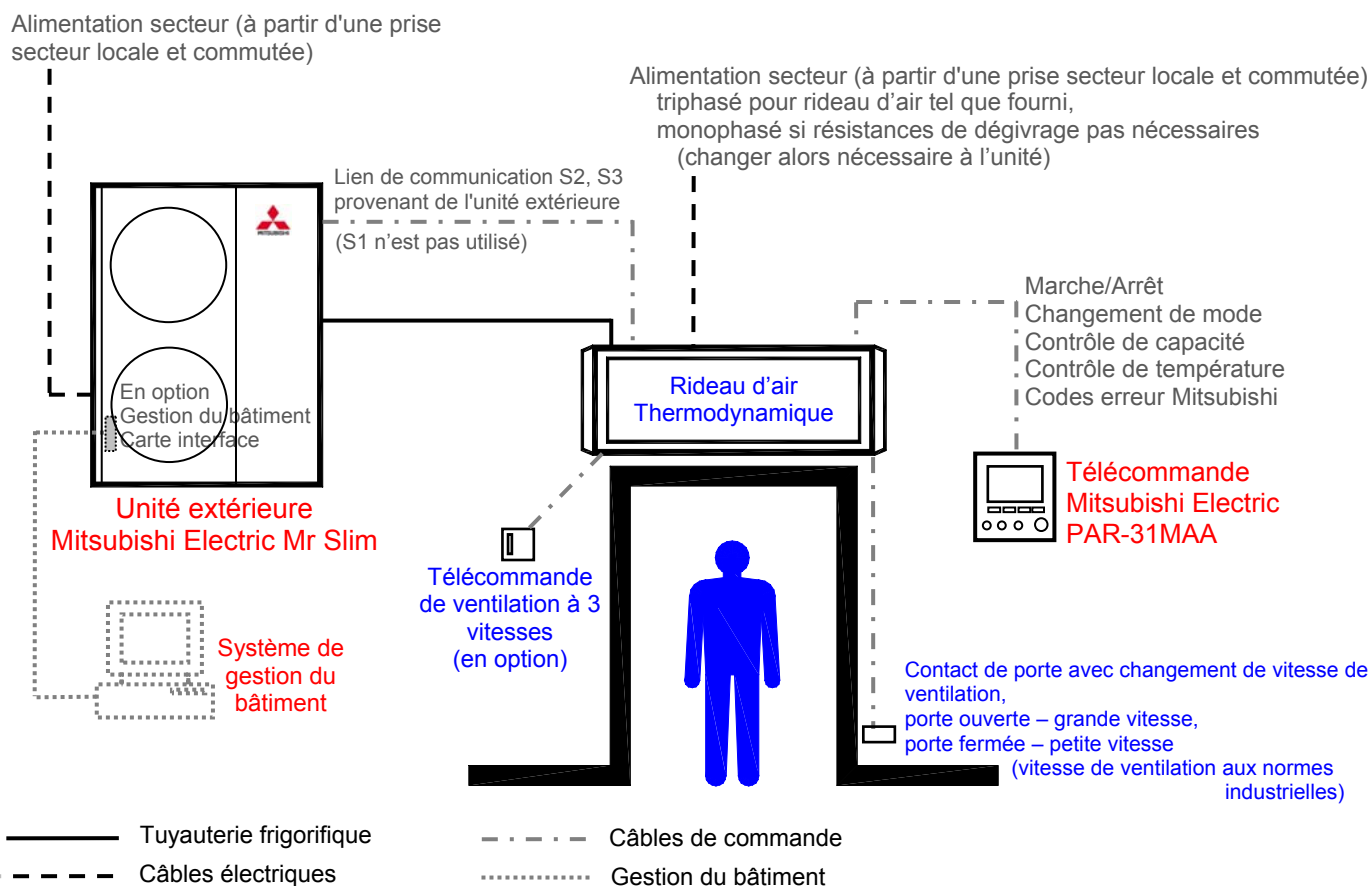 Alimentation secteur (à partir d'une prise
secteur locale et commutée)
Alimentation secteur (à partir d'une prise secteur locale et commutée)
triphasé pour rideau d’air tel que fourni,
monophasé si résistances de dégivrage pas nécessaires
(changer alors nécessaire à l’unité)
Lien de communication S2, S3
provenant de l'unité extérieure
(S1 n’est pas utilisé)
MITSUBISHI
Marche/Arrêt
Changement de mode
Contrôle de capacité
Contrôle de température
Codes erreur Mitsubishi
Rideau d’air
Thermodynamique
En option
Gestion du bâtiment
Carte interface
Unité extérieure
Mitsubishi Electric Mr Slim
Télécommande
Mitsubishi Electric
PAR-31MAA
Télécommande
de ventilation à 3
vitesses
(en option)
Système de
gestion du
bâtiment
Contact de porte avec changement de vitesse de
ventilation,
porte ouverte – grande vitesse,
porte fermée – petite vitesse
(vitesse de ventilation aux normes
industrielles)
Tuyauterie frigorifique
Câbles de commande
Câbles électriques
Gestion du bâtiment